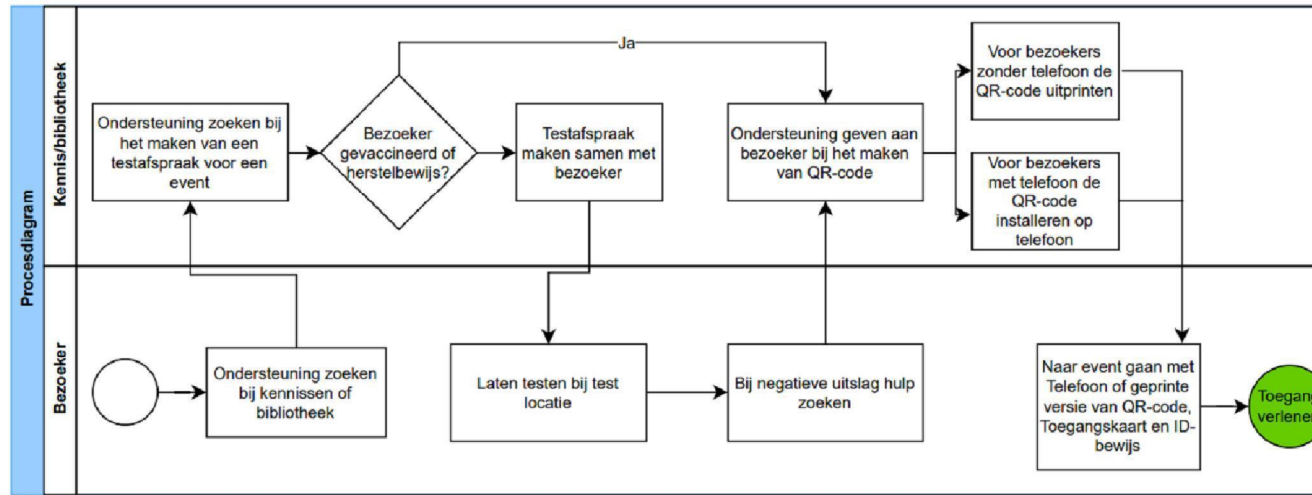 Procesdiagram
Kennis/bibliotheek
Ondersteuning zoeken bij
het maken van een
testafspraak voor een
event
Bezoeker
gevaccineerd of
herstelbewijs?
Ja
Testafspraak
maken samen met
bezoeker
Ondersteuning geven aan
bezoeker bij het maken
van QR-code
Voor bezoekers
zonder telefoon de
QR-code uitprinten
Voor bezoekers
met telefoon de
QR-code
installeren op
telefoon
Bezoeker
Ondersteuning zoeken
bij kennissen of
bibliotheek
Laten testen bij test
locatie
Bij negatieve uitslag hulp
zoeken
Naar event gaan met
Telefoon of geprinte
versie van QR-code,
Toegangskaart en ID-
bewijs
Toegang
verlenen